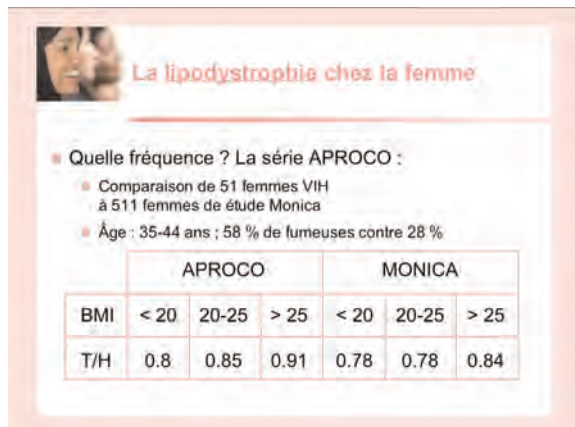 La lipodystrophie chez la femme
Quelle fréquence ? La série APROCO :
Comparaison de 51 femmes VIH
à 511 femmes de étude Monica
Âge : 35-44 ans ; 58 % de fumeuses contre 28 %
APROCO MONICA
BMI < 20 20-25 > 25 < 20 20-25 > 25
T/H 0.8 0.85 0.91 0.78 0.78 0.84